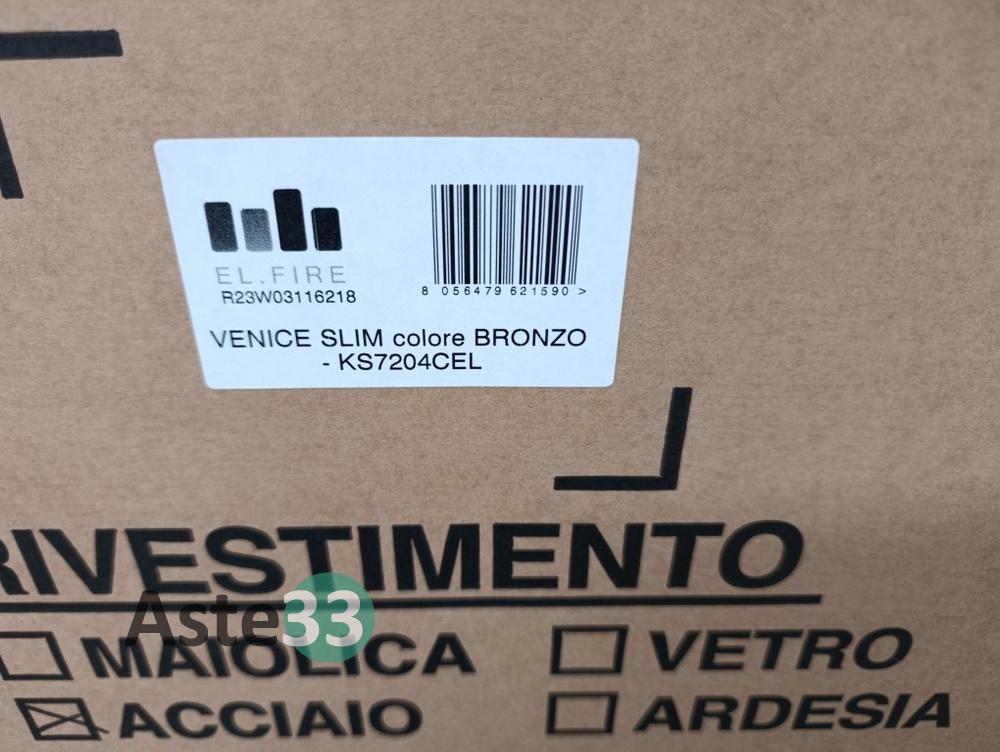 EL.FIRE
R23W03116218
8 056479 621590 >
VENICE SLIM colore BRONZO
- KS7204CEL
RIVESTIMENTO
Aste33
MAIOLICA
VETRO
ACCIAIO
ARDESIA